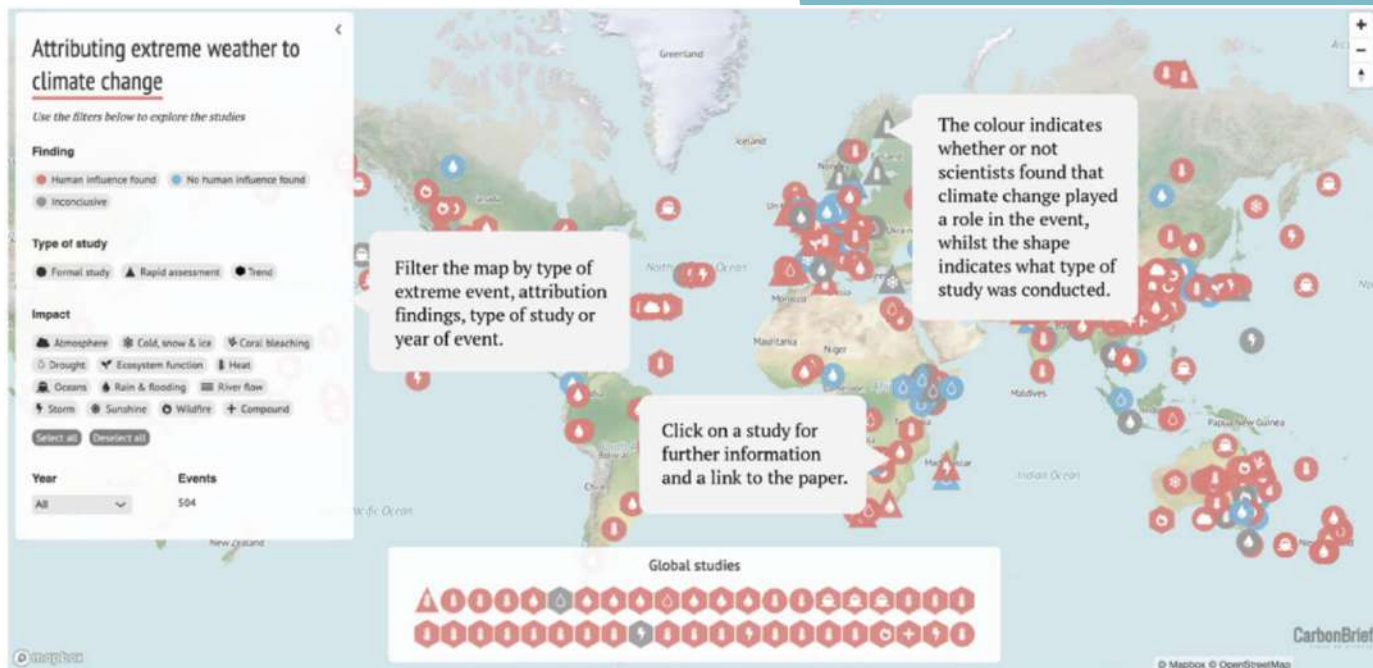 Attributing extreme weather to
climate change
Use the filters below to explore the studies
Finding
Human influence found
No human influence found
Inconclusive
Type of study
Formal study
Rapid assessment
Trend
Impact
Atmosphere
Cold, snow & ice
Coral bleaching
Drought
Ecosystem function
Heat
Oceans
Rain & flooding
River flow
Storm
Sunshine
Wildfire
Compound
Select all
Deselect all
Year
Events
All
504
Filter the map by type of
extreme event, attribution
findings, type of study or
year of event.
The colour indicates
whether or not
scientists found that
climate change played
a role in the event,
whilst the shape
indicates what type of
study was conducted.
Click on a study for
further information
and a link to the paper.
Greenland
Iceland
Canada
Morocco
Mauritania
Niger
Maldives
Papua New Guinea
Indian Ocean
New Zealand
Global studies
CarbonBrief
mapbox
© Mapbox © OpenStreetMap